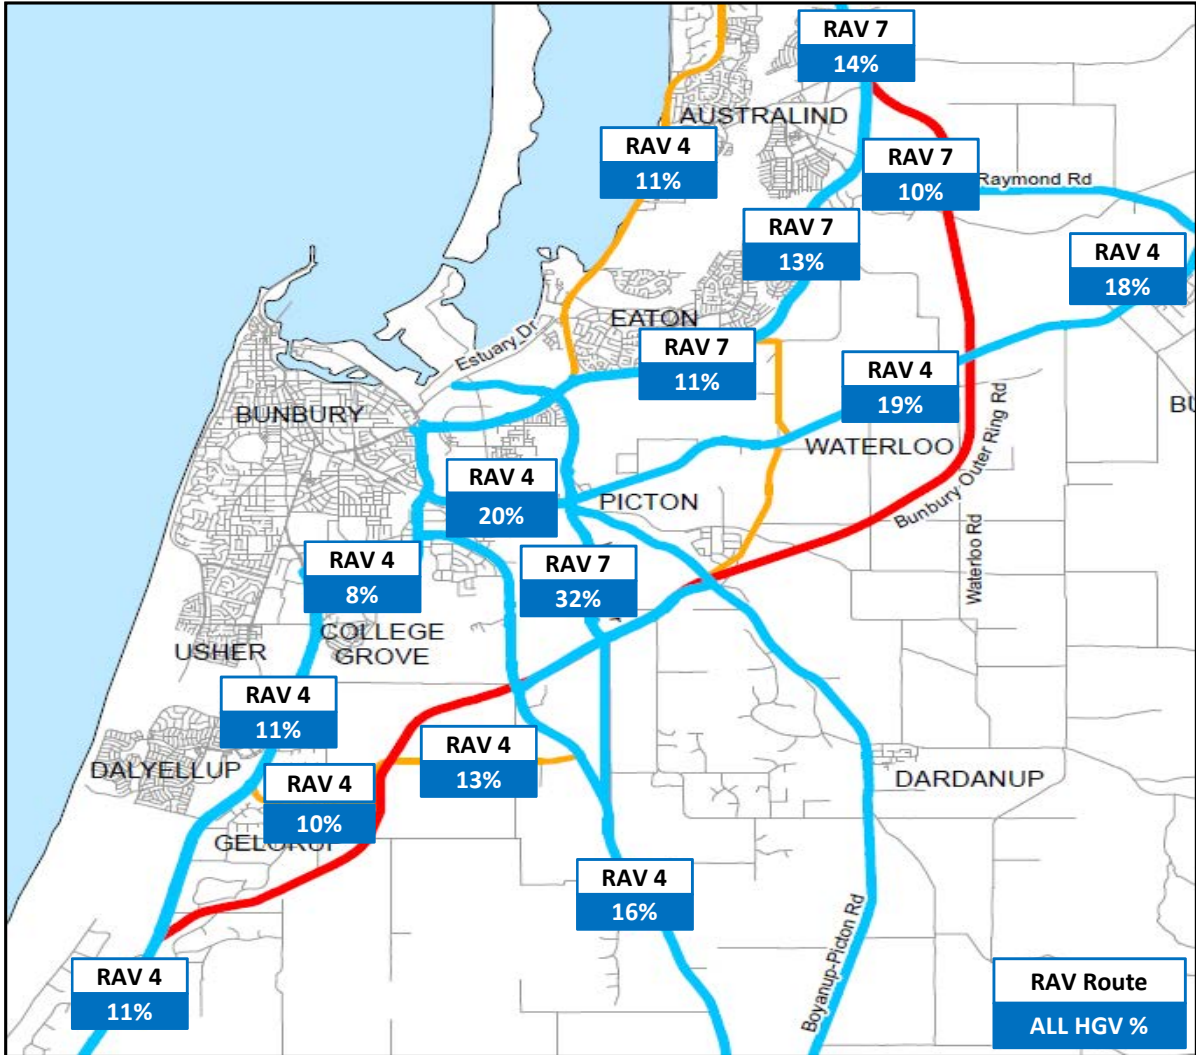 RAV 7
14%
AUSTRALIND
RAV 4
11%
RAV 7
10%
Raymond Rd
RAV 7
13%
RAV 4
18%
EATON
Estuary Dr
RAV 7
11%
RAV 4
19%
BUNBURY
BU
WATERLOO
Bunbury Outer Ring Rd
RAV 4
20%
PICTON
Waterloo Rd
RAV 4
8%
RAV 7
32%
COLLEGE
GROVE
USHER
RAV 4
11%
RAV 4
13%
DALYELLUP
DARDANUP
RAV 4
10%
GELORUP
RAV 4
16%
Boyanup-Picton Rd
RAV 4
11%
RAV Route
ALL HGV %